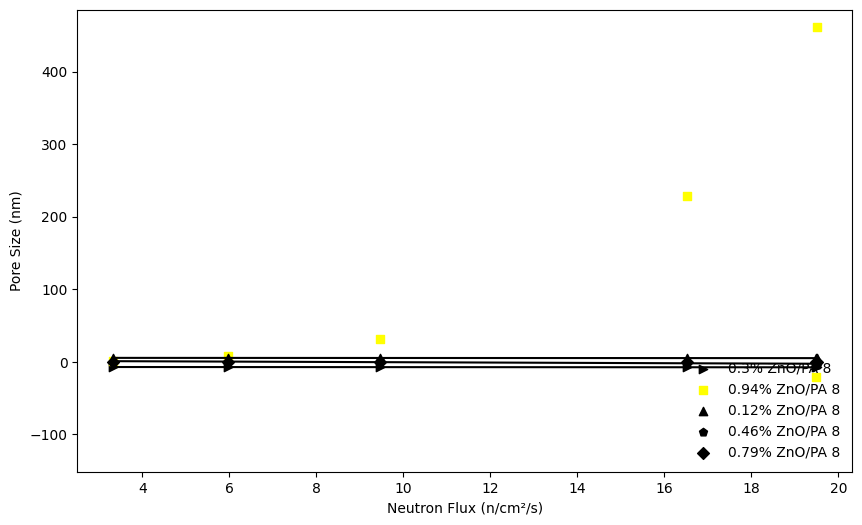 400
300
200
100
0
−100
4
6
8
10
12
14
16
18
20
Pore Size (nm)
Neutron Flux (n/cm²/s)
0.3% ZnO/PA 8
0.94% ZnO/PA 8
0.12% ZnO/PA 8
0.46% ZnO/PA 8
0.79% ZnO/PA 8